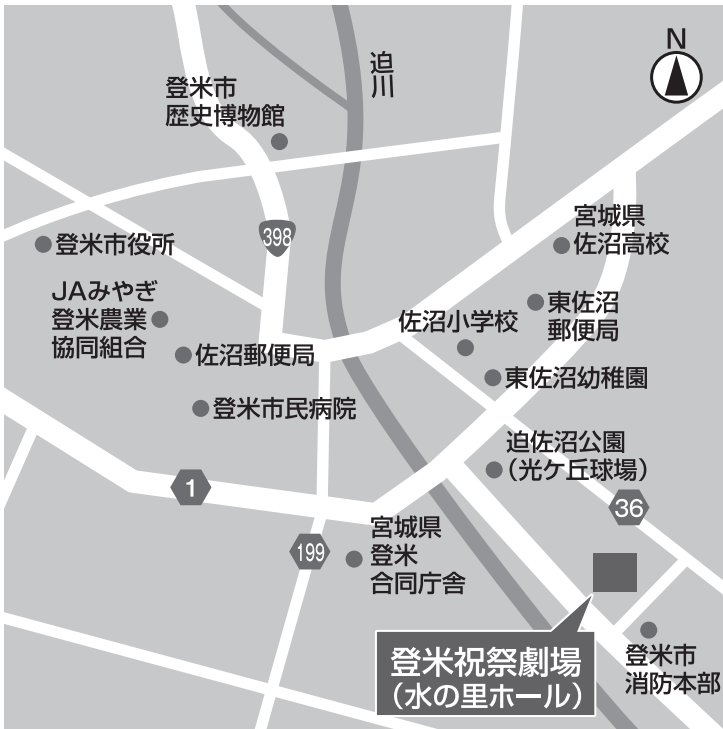 N
迫川
登米市
歴史博物館
398
宮城県
佐沼高校
登米市役所
JAみやぎ
登米農業
協同組合
東佐沼
郵便局
佐沼小学校
佐沼郵便局
東佐沼幼稚園
登米市民病院
迫佐沼公園
（光ケ丘球場）
1
36
199
宮城県
登米
合同庁舎
登米祝祭劇場
（水の里ホール）
登米市
消防本部